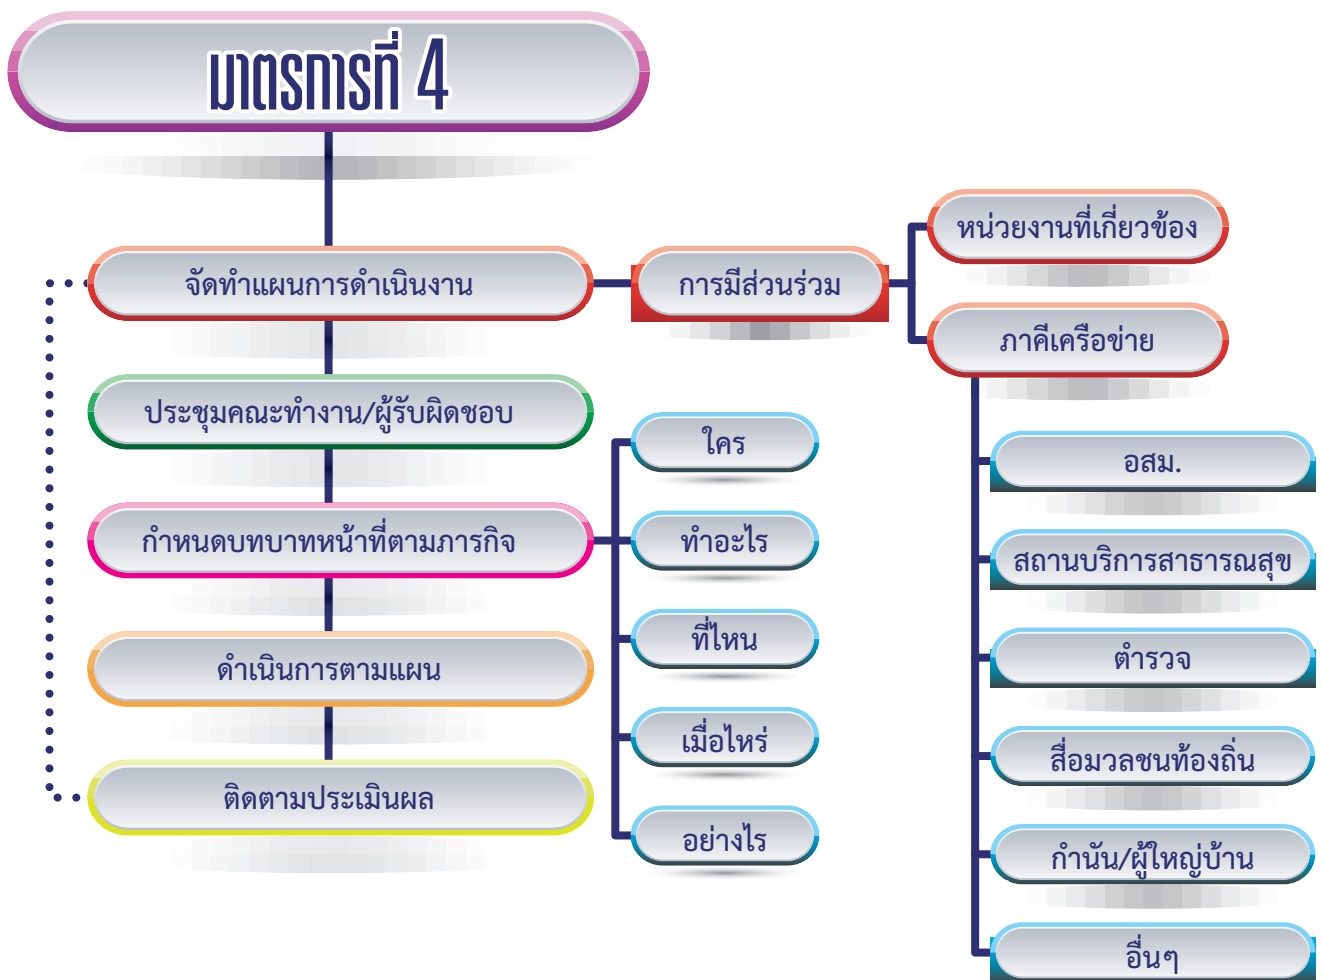 มาตรการที่ 4
จัดทำแผนการดำเนินงาน
การมีส่วนร่วม
หน่วยงานที่เกี่ยวข้อง
ภาคีเครือข่าย
ประชุมคณะทำงาน/ผู้รับผิดชอบ
กำหนดบทบาทหน้าที่ตามภารกิจ
ดำเนินการตามแผน
ติดตามประเมินผล
ใคร
ทำอะไร
ที่ไหน
เมื่อไหร่
อย่างไร
อสม.
สถานบริการสาธารณสุข
ตำรวจ
สื่อมวลชนท้องถิ่น
กำนัน/ผู้ใหญ่บ้าน
อื่นๆ